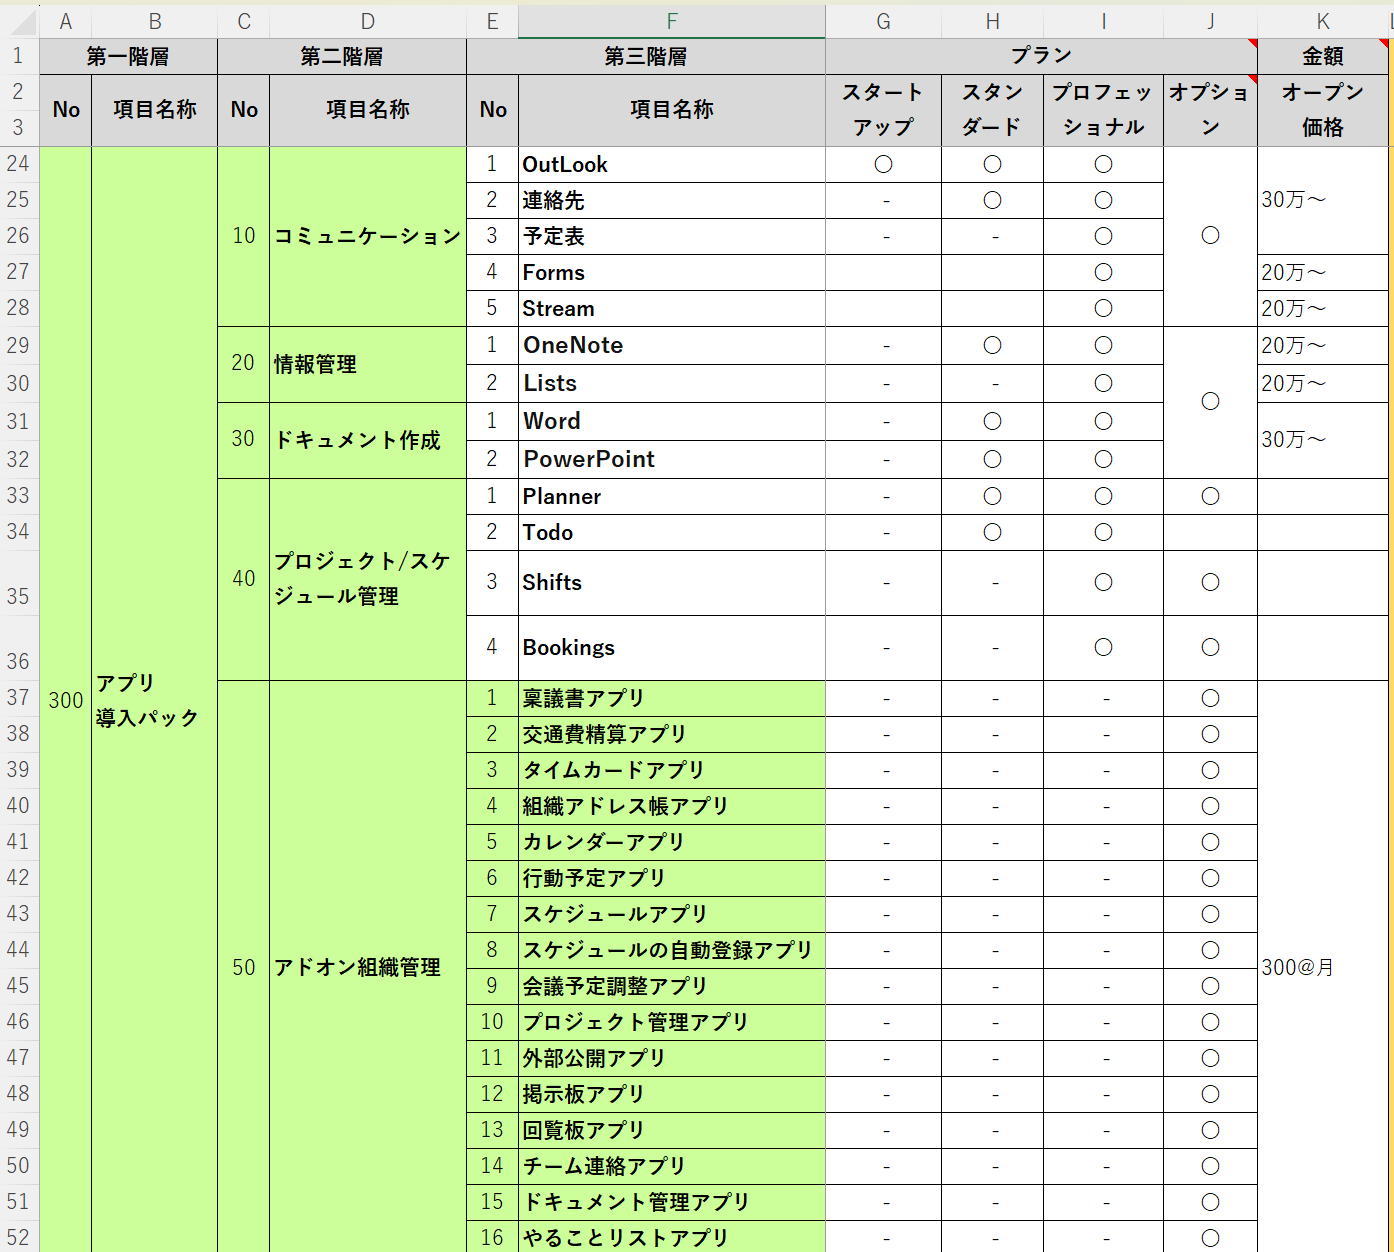 A B C D E F G H I J K L
1 第一階層 第二階層 第三階層 プラン 金額
2 No 項目名称 No 項目名称 No 項目名称 スタート スタン プロフェッ オプショ オープン
3 アップ ダード ショナル ン 価格
24 1 OutLook 〇 〇 〇
25 2 連絡先 - 〇 〇 30万～
26 10 コミュニケーション 3 予定表 - - 〇 〇
27 4 Forms 〇 20万～
28 5 Stream 〇 20万～
29 1 OneNote - 〇 〇 20万～
20 情報管理
30 2 Lists - - 〇 20万～
〇
31 1 Word - 〇 〇
30 ドキュメント作成 30万～
32 2 PowerPoint - 〇 〇
33 1 Planner - 〇 〇 〇
34 2 Todo - 〇 〇
40 プロジェクト/スケ
ジュール管理
35 3 Shifts - - 〇 〇
36 4 Bookings - - 〇 〇
300 アプリ
導入パック
37 1 稟議書アプリ - - - 〇
38 2 交通費精算アプリ - - - 〇
39 3 タイムカードアプリ - - - 〇
40 4 組織アドレス帳アプリ - - - 〇
41 5 カレンダーアプリ - - - 〇
42 6 行動予定アプリ - - - 〇
43 7 スケジュールアプリ - - - 〇
44 8 スケジュールの自動登録アプリ - - - 〇
50 アドオン組織管理 300@月
45 9 会議予定調整アプリ - - - 〇
46 10 プロジェクト管理アプリ - - - 〇
47 11 外部公開アプリ - - - 〇
48 12 掲示板アプリ - - - 〇
49 13 回覧板アプリ - - - 〇
50 14 チーム連絡アプリ - - - 〇
51 15 ドキュメント管理アプリ - - - 〇
52 16 やることリストアプリ - - - 〇